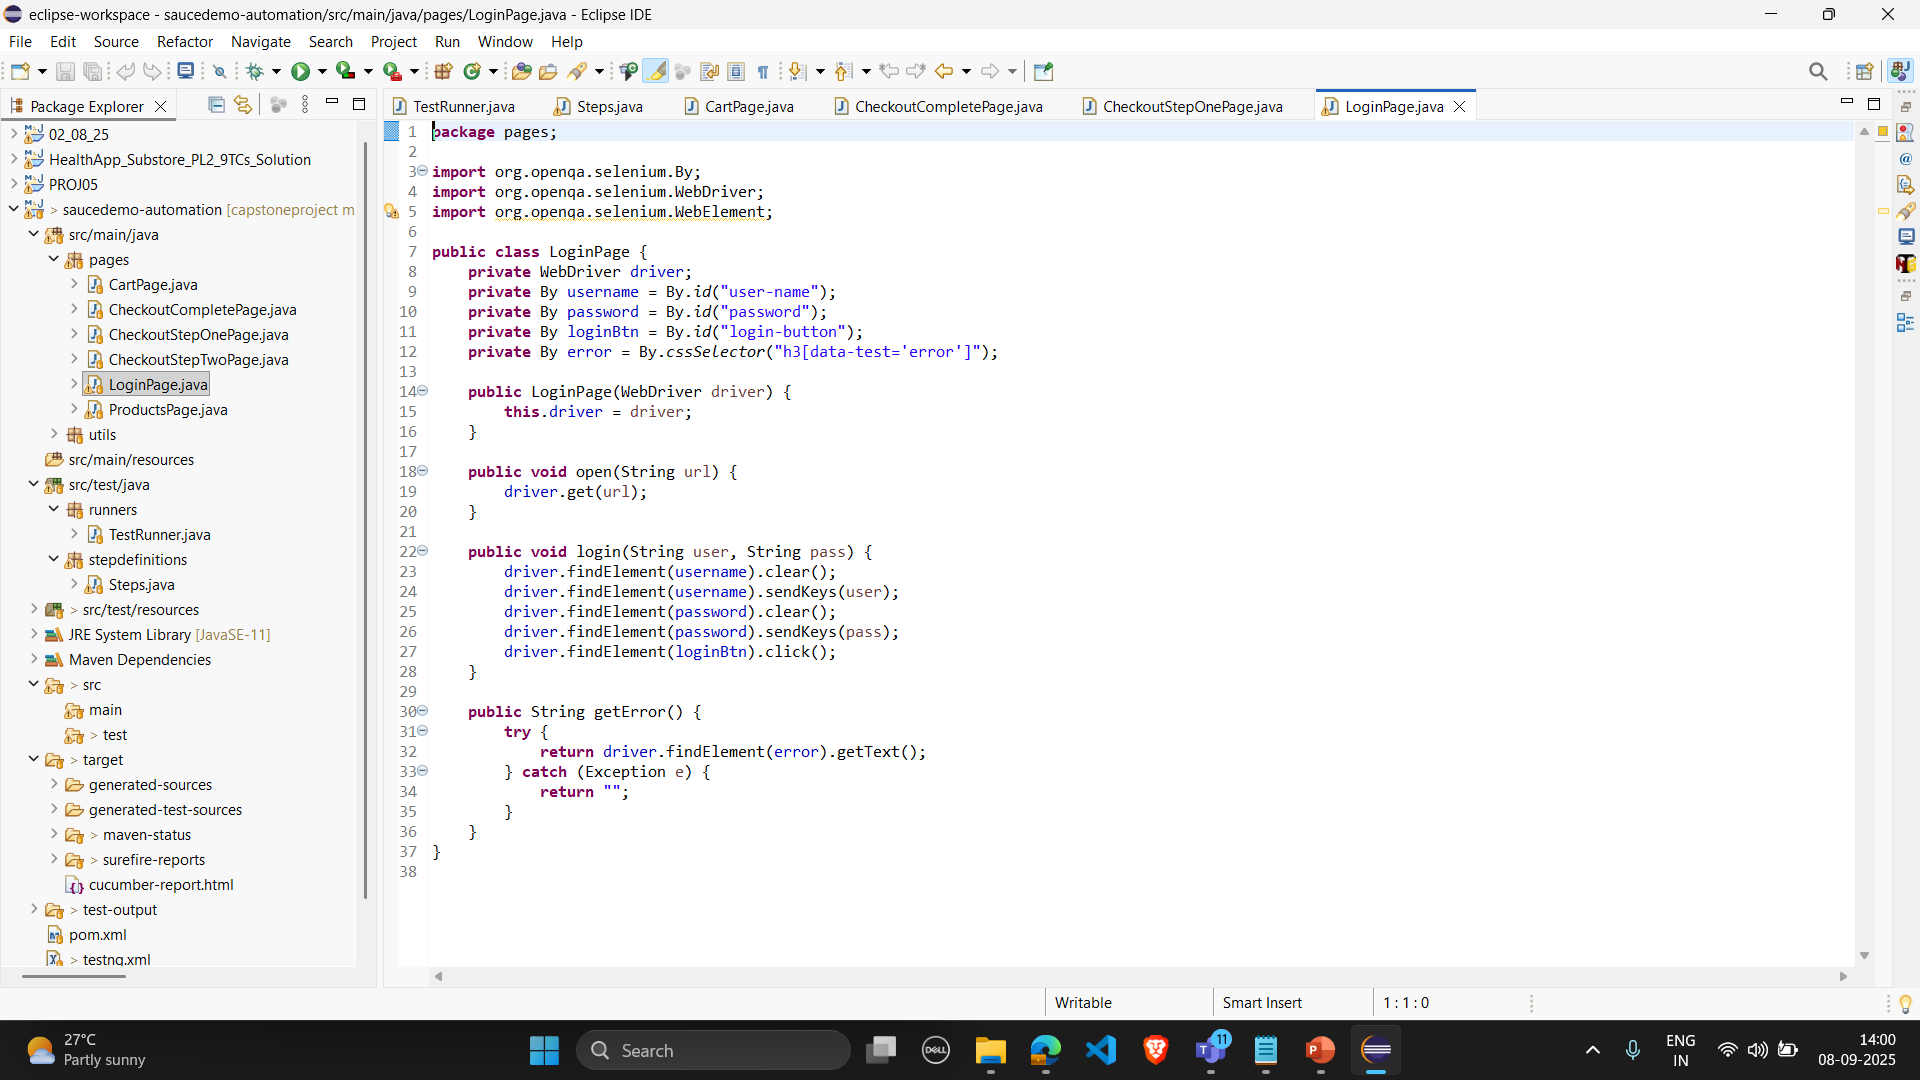 eclipse-workspace - saucedemo-automation/src/main/java/pages/LoginPage.java - Eclipse IDE
File Edit Source Refactor Navigate Search Project Run Window Help
Package Explorer
02_08_25
HealthApp_Substore_PL2_9TCs_Solution
PROJ05
> saucedemo-automation [capstoneproject m
src/main/java
pages
CartPage.java
CheckoutCompletePage.java
CheckoutStepOnePage.java
CheckoutStepTwoPage.java
LoginPage.java
ProductsPage.java
utils
src/main/resources
src/test/java
runners
TestRunner.java
stepdefinitions
Steps.java
> src/test/resources
JRE System Library [JavaSE-11]
Maven Dependencies
> src
main
> test
> target
generated-sources
generated-test-sources
> maven-status
> surefire-reports
cucumber-report.html
> test-output
pom.xml
> testng.xml
TestRunner.java Steps.java CartPage.java CheckoutCompletePage.java CheckoutStepOnePage.java LoginPage.java
1 package pages;
2
3 import org.openqa.selenium.By;
4 import org.openqa.selenium.WebDriver;
5 import org.openqa.selenium.WebElement;
6
7 public class LoginPage {
8     private WebDriver driver;
9     private By username = By.id("user-name");
10     private By password = By.id("password");
11     private By loginBtn = By.id("login-button");
12     private By error = By.cssSelector("h3[data-test='error']");
13
14     public LoginPage(WebDriver driver) {
15         this.driver = driver;
16     }
17
18     public void open(String url) {
19         driver.get(url);
20     }
21
22     public void login(String user, String pass) {
23         driver.findElement(username).clear();
24         driver.findElement(username).sendKeys(user);
25         driver.findElement(password).clear();
26         driver.findElement(password).sendKeys(pass);
27         driver.findElement(loginBtn).click();
28     }
29
30     public String getError() {
31         try {
32             return driver.findElement(error).getText();
33         } catch (Exception e) {
34             return "";
35         }
36     }
37 }
38
Writable Smart Insert 1 : 1 : 0
27°C
Partly sunny
Search
DELL
11
ENG
IN
14:00
08-09-2025